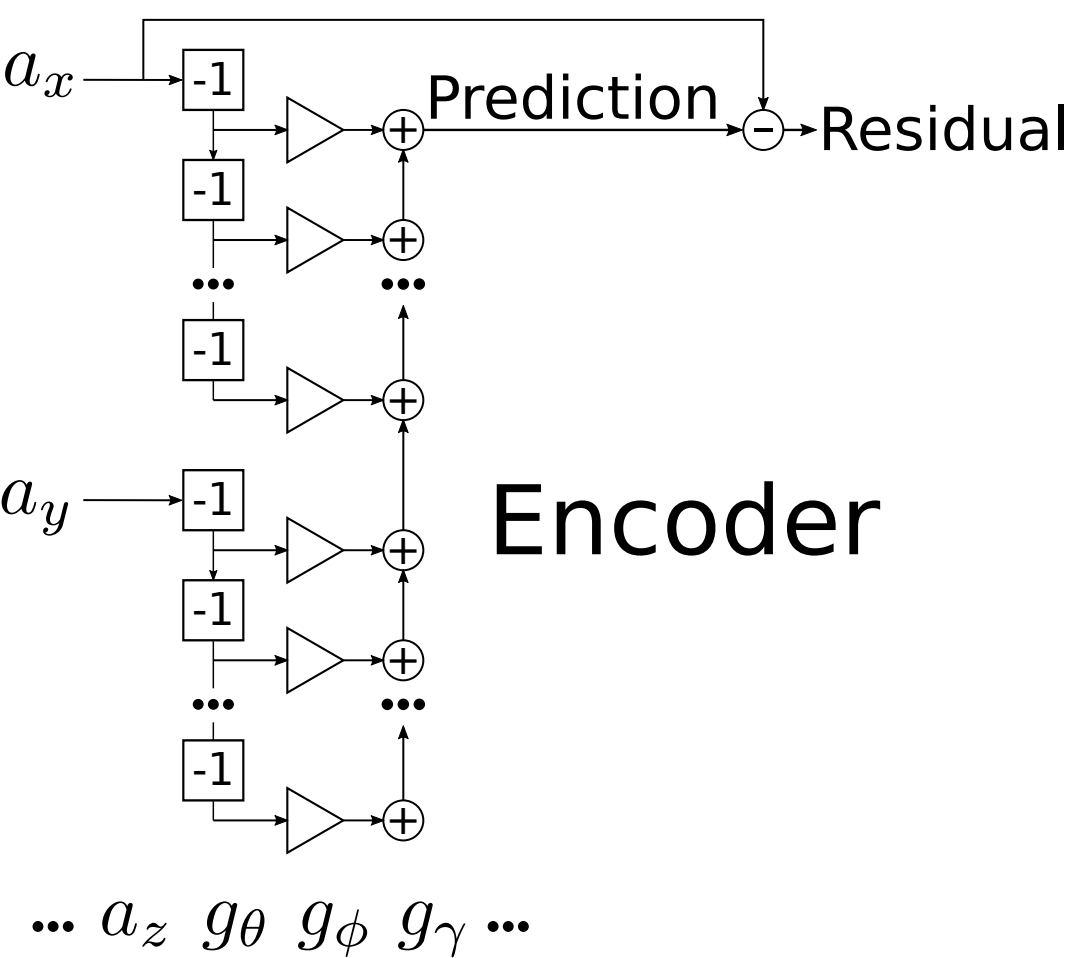 a_x
-1
Prediction
Residual
-1
-1
a_y
-1
Encoder
-1
-1
••• a_z g_θ g_ϕ g_γ •••